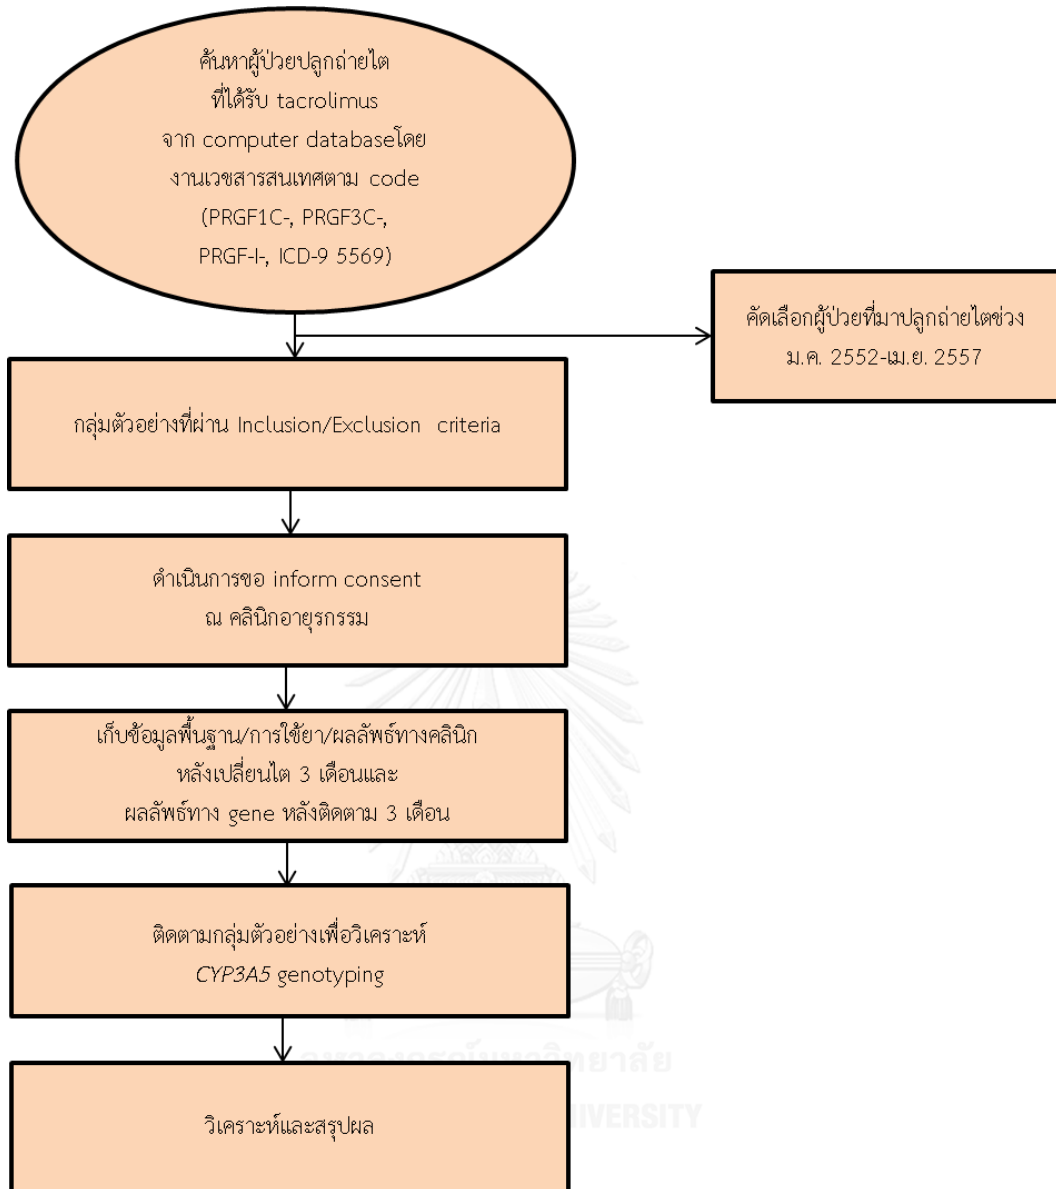 ค้นหาผู้ป่วยปลูกถ่ายไต
ที่ได้รับ tacrolimus
จาก computer databaseโดย
งานเวชสารสนเทศตาม code
(PRGF1C-, PRGF3C-,
PRGF-I-, ICD-9 5569)
คัดเลือกผู้ป่วยที่มาปลูกถ่ายไตช่วง
ม.ค. 2552-เม.ย. 2557
กลุ่มตัวอย่างที่ผ่าน Inclusion/Exclusion criteria
ดำเนินการขอ inform consent
ณ คลินิกอายุรกรรม
เก็บข้อมูลพื้นฐาน/การใช้ยา/ผลลัพธ์ทางคลินิก
หลังเปลี่ยนไต 3 เดือนและ
ผลลัพธ์ทาง gene หลังติดตาม 3 เดือน
ติดตามกลุ่มตัวอย่างเพื่อวิเคราะห์
CYP3A5 genotyping
วิเคราะห์และสรุปผล